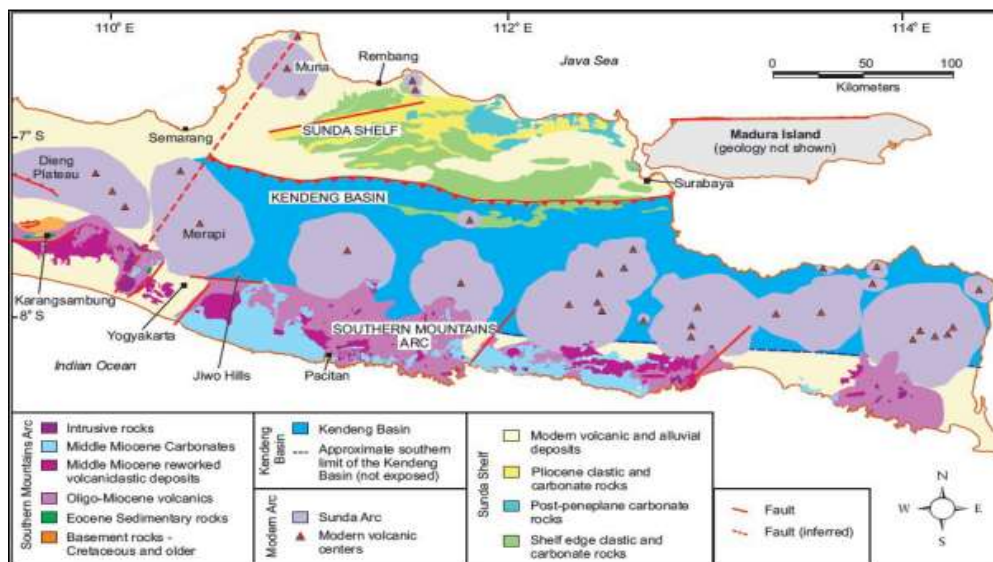 110° E
112° E
114° E
Muria
Rembang
Java Sea
0
50
100
Kilometers
7° S
Semarang
SUNDA SHELF
Madura Island
(geology not shown)
Dieng
Plateau
Surabaya
KENDENG BASIN
Merapi
Karangsambung
8° S
Yogyakarta
SOUTHERN MOUNTAINS
ARC
Indian Ocean
Jiwo Hills
Pacitan
Southern Mountains Arc
Intrusive rocks
Middle Miocene Carbonates
Middle Miocene reworked
volcaniclastic deposits
Oligo-Miocene volcanics
Eocene Sedimentary rocks
Basement rocks -
Cretaceous and older
Kendeng
Basin
Kendeng Basin
Approximate southern
limit of the Kendeng
Basin (not exposed)
Modern Arc
Sunda Arc
Modern volcanic
centers
Sunda Shelf
Modern volcanic and alluvial
deposits
Pliocene clastic and
carbonate rocks
Post-peneplane carbonate
rocks
Shelf edge clastic and
carbonate rocks
Fault
Fault (inferred)
N
W
E
S